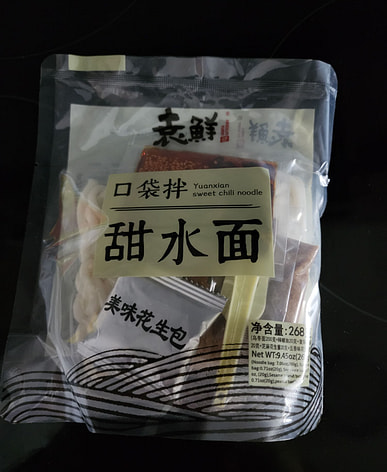 袁鲜
口袋拌
Yuanxian
sweet chili noodle
甜水面
美味花生包
净含量:268
Net WT:9.45oz(26